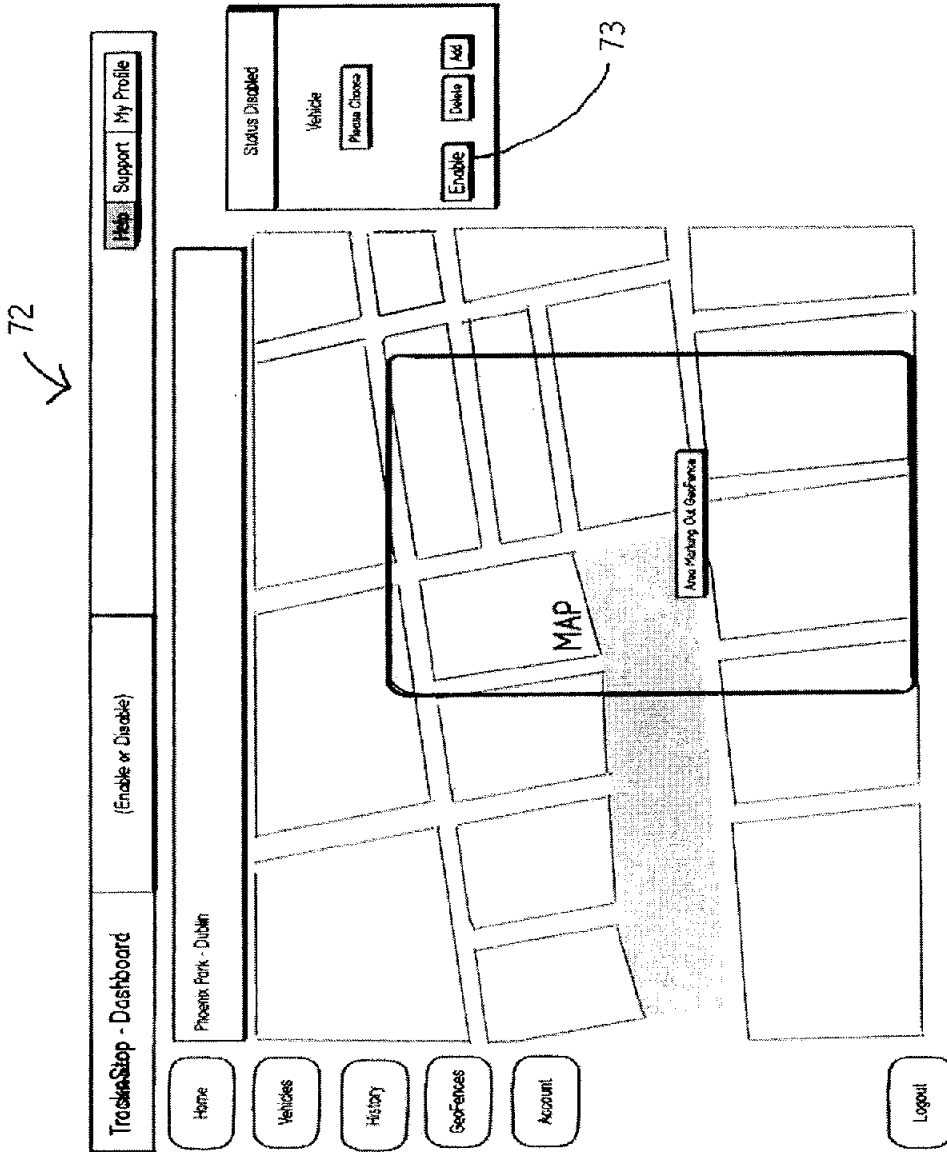 72
TrackinStop - Dashboard
(Enable or Disable)
Help
Support
My Profile
Phoenix Park - Dublin
Home
Vehicles
History
GeoFences
Account
Logout
MAP
Area Marking Out GeoFence
Status Disabled
Vehicle
Please Choose
Enable
Delete
Add
73